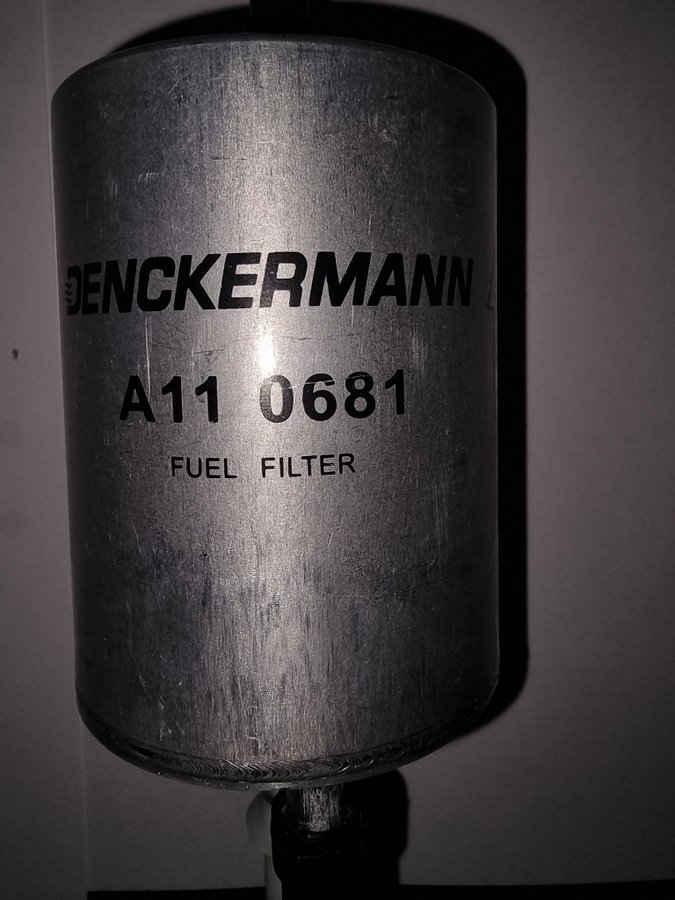 DENCKERMANN
A11 0681
FUEL FILTER